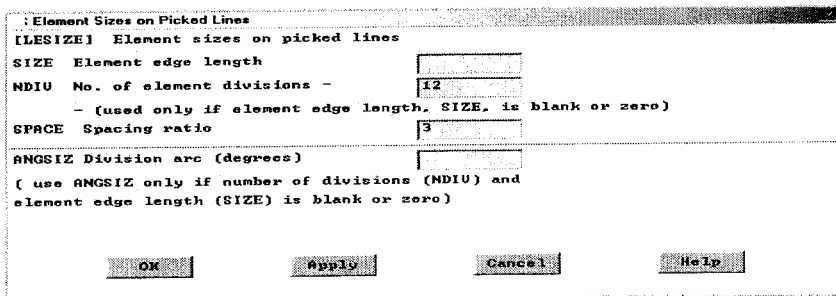 : Element Sizes on Picked Lines
[LESIZE] Element sizes on picked lines
SIZE Element edge length
NDIV No. of element divisions - 12
- (used only if element edge length, SIZE, is blank or zero)
SPACE Spacing ratio 3
ANGSIZ Division arc (degrees)
( use ANGSIZ only if number of divisions (NDIV) and
element edge length (SIZE) is blank or zero)
OK Apply Cancel Help